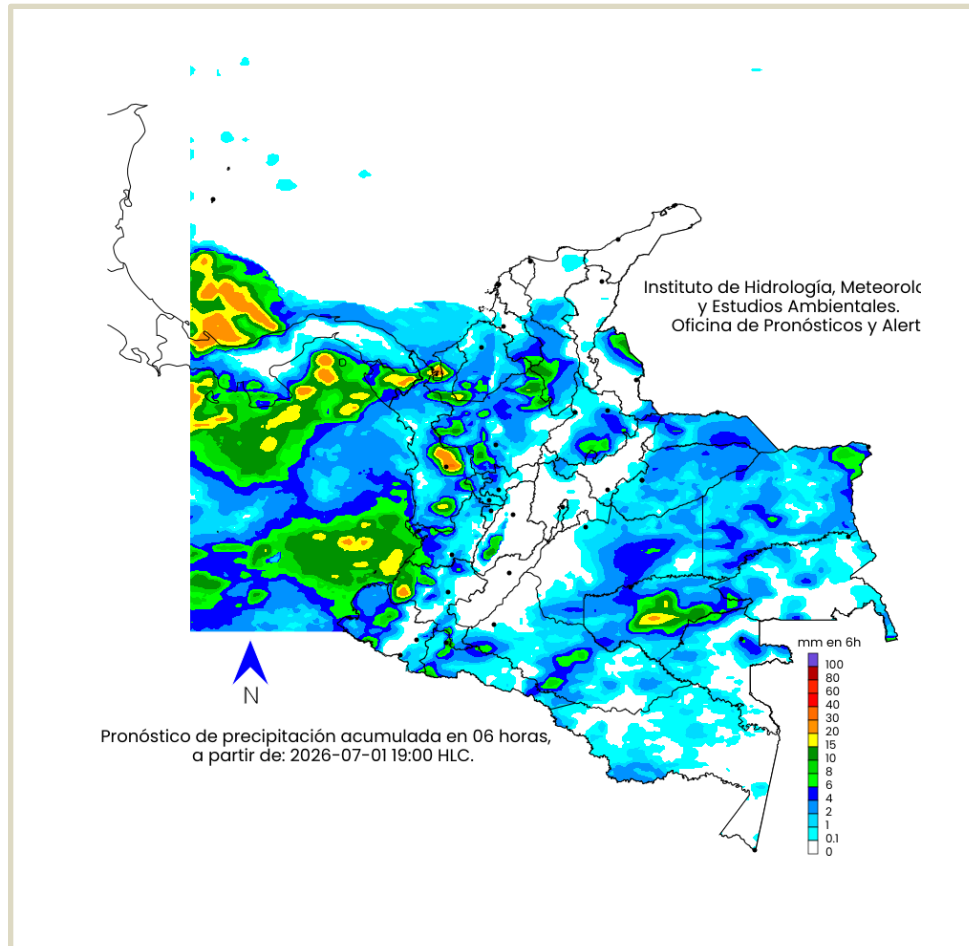 Instituto de Hidrología, Meteorolo
y Estudios Ambientales.
Oficina de Pronósticos y Alert
mm en 6h
100
80
60
40
30
20
15
10
8
6
4
2
1
0.1
0
N
Pronóstico de precipitación acumulada en 06 horas,
a partir de: 2026-07-01 19:00 HLC.